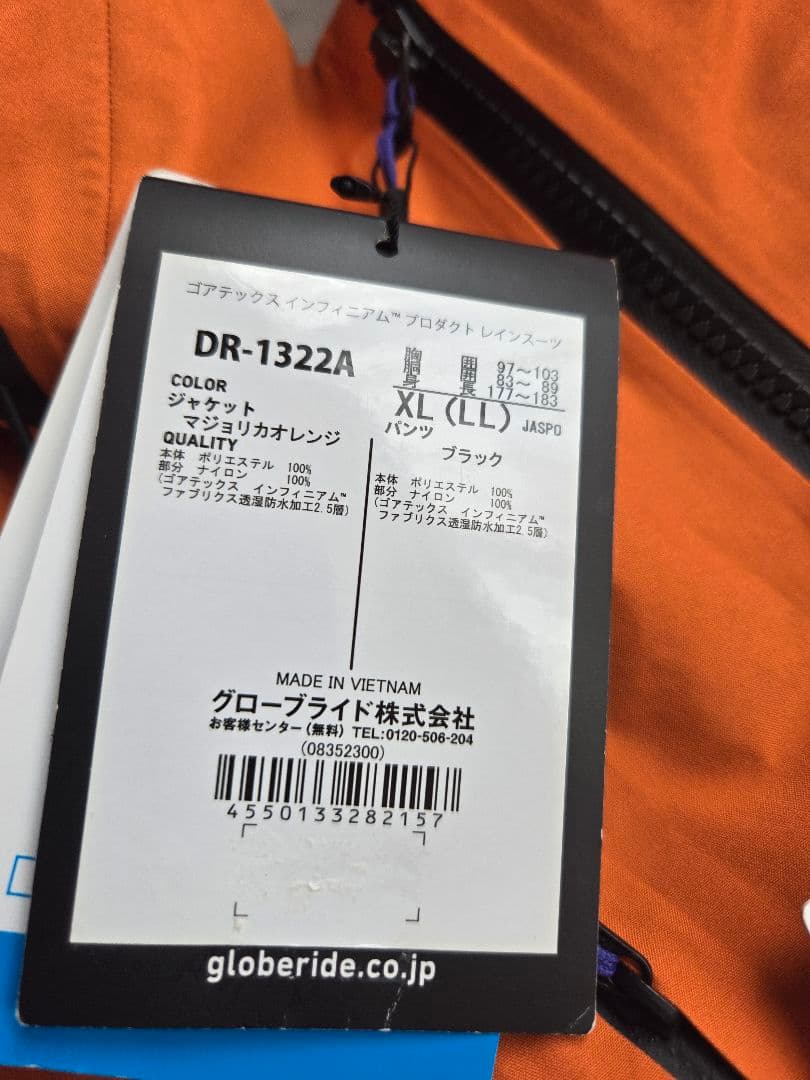 ゴアテックス インフィニアム™ プロダクト レインスーツ
DR-1322A
胸囲 97〜103
胴囲 83〜 89
身長 177〜183
XL(LL) JASPO
COLOR
ジャケット
マジョリカオレンジ
QUALITY
本体 ポリエステル 100%
部分 ナイロン 100%
(ゴアテックス インフィニアム™
ファブリクス透湿防水加工2.5層)
パンツ
ブラック
本体 ポリエステル 100%
部分 ナイロン 100%
(ゴアテックス インフィニアム™
ファブリクス透湿防水加工2.5層)
MADE IN VIETNAM
グローブライド株式会社
お客様センター(無料) TEL:0120-506-204
(08352300)
4550133282157
globeride.co.jp